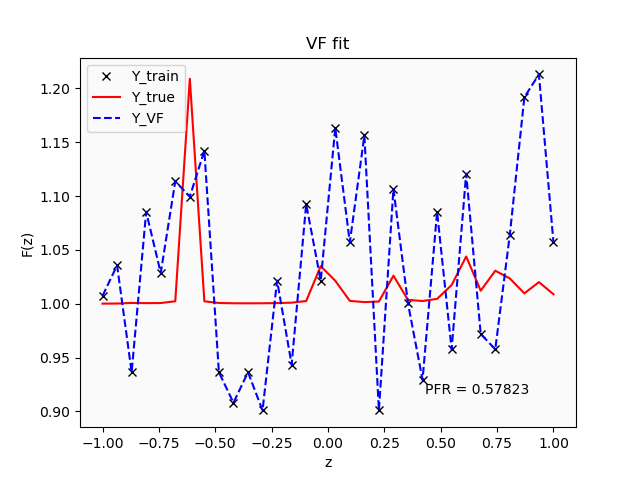 VF fit
Y_train
Y_true
Y_VF
1.20
1.15
1.10
1.05
1.00
0.95
0.90
F(z)
PFR = 0.57823
−1.00 −0.75 −0.50 −0.25 0.00 0.25 0.50 0.75 1.00
z